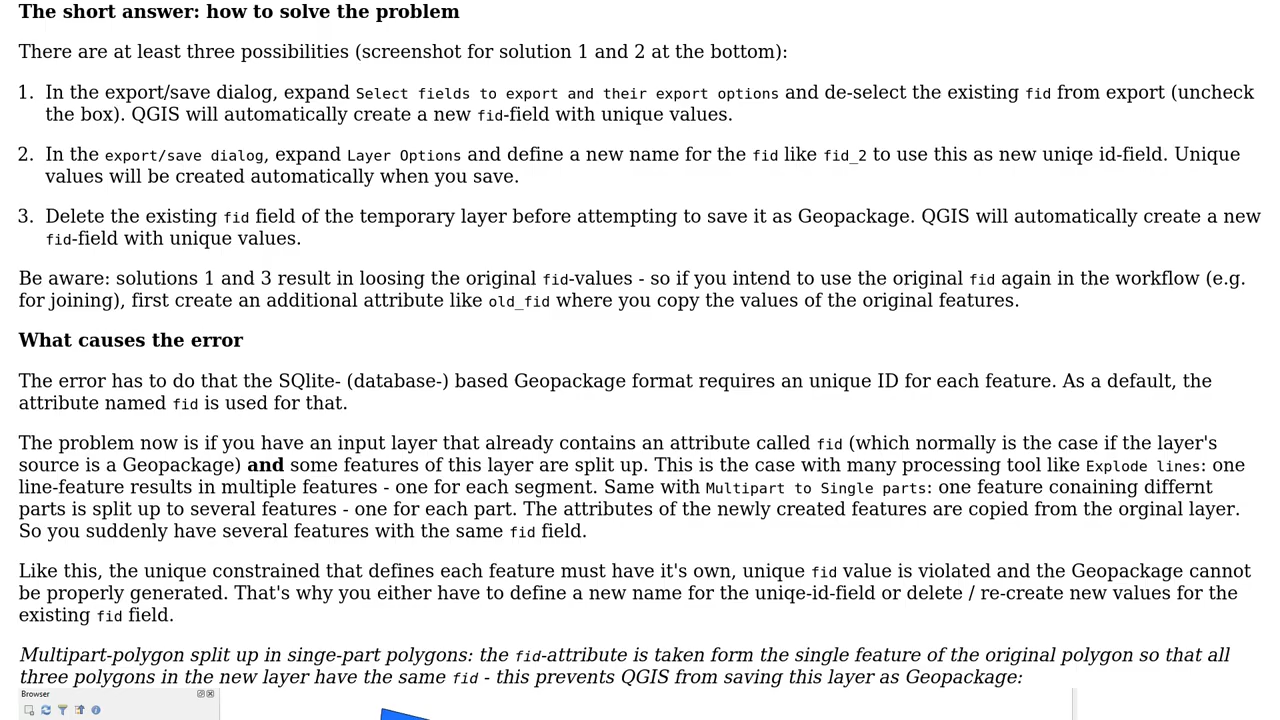 The short answer: how to solve the problem
There are at least three possibilities (screenshot for solution 1 and 2 at the bottom):
1. In the export/save dialog, expand Select fields to export and their export options and de-select the existing fid from export (uncheck
the box). QGIS will automatically create a new fid-field with unique values.
2. In the export/save dialog, expand Layer Options and define a new name for the fid like fid_2 to use this as new uniqe id-field. Unique
values will be created automatically when you save.
3. Delete the existing fid field of the temporary layer before attempting to save it as Geopackage. QGIS will automatically create a new
fid-field with unique values.
Be aware: solutions 1 and 3 result in loosing the original fid-values - so if you intend to use the original fid again in the workflow (e.g.
for joining), first create an additional attribute like old_fid where you copy the values of the original features.
What causes the error
The error has to do that the SQlite- (database-) based Geopackage format requires an unique ID for each feature. As a default, the
attribute named fid is used for that.
The problem now is if you have an input layer that already contains an attribute called fid (which normally is the case if the layer's
source is a Geopackage) and some features of this layer are split up. This is the case with many processing tool like Explode lines: one
line-feature results in multiple features - one for each segment. Same with Multipart to Single parts: one feature conaining differnt
parts is split up to several features - one for each part. The attributes of the newly created features are copied from the orginal layer.
So you suddenly have several features with the same fid field.
Like this, the unique constrained that defines each feature must have it's own, unique fid value is violated and the Geopackage cannot
be properly generated. That's why you either have to define a new name for the uniqe-id-field or delete / re-create new values for the
existing fid field.
Multipart-polygon split up in singe-part polygons: the fid-attribute is taken form the single feature of the original polygon so that all
three polygons in the new layer have the same fid - this prevents QGIS from saving this layer as Geopackage:
Browser